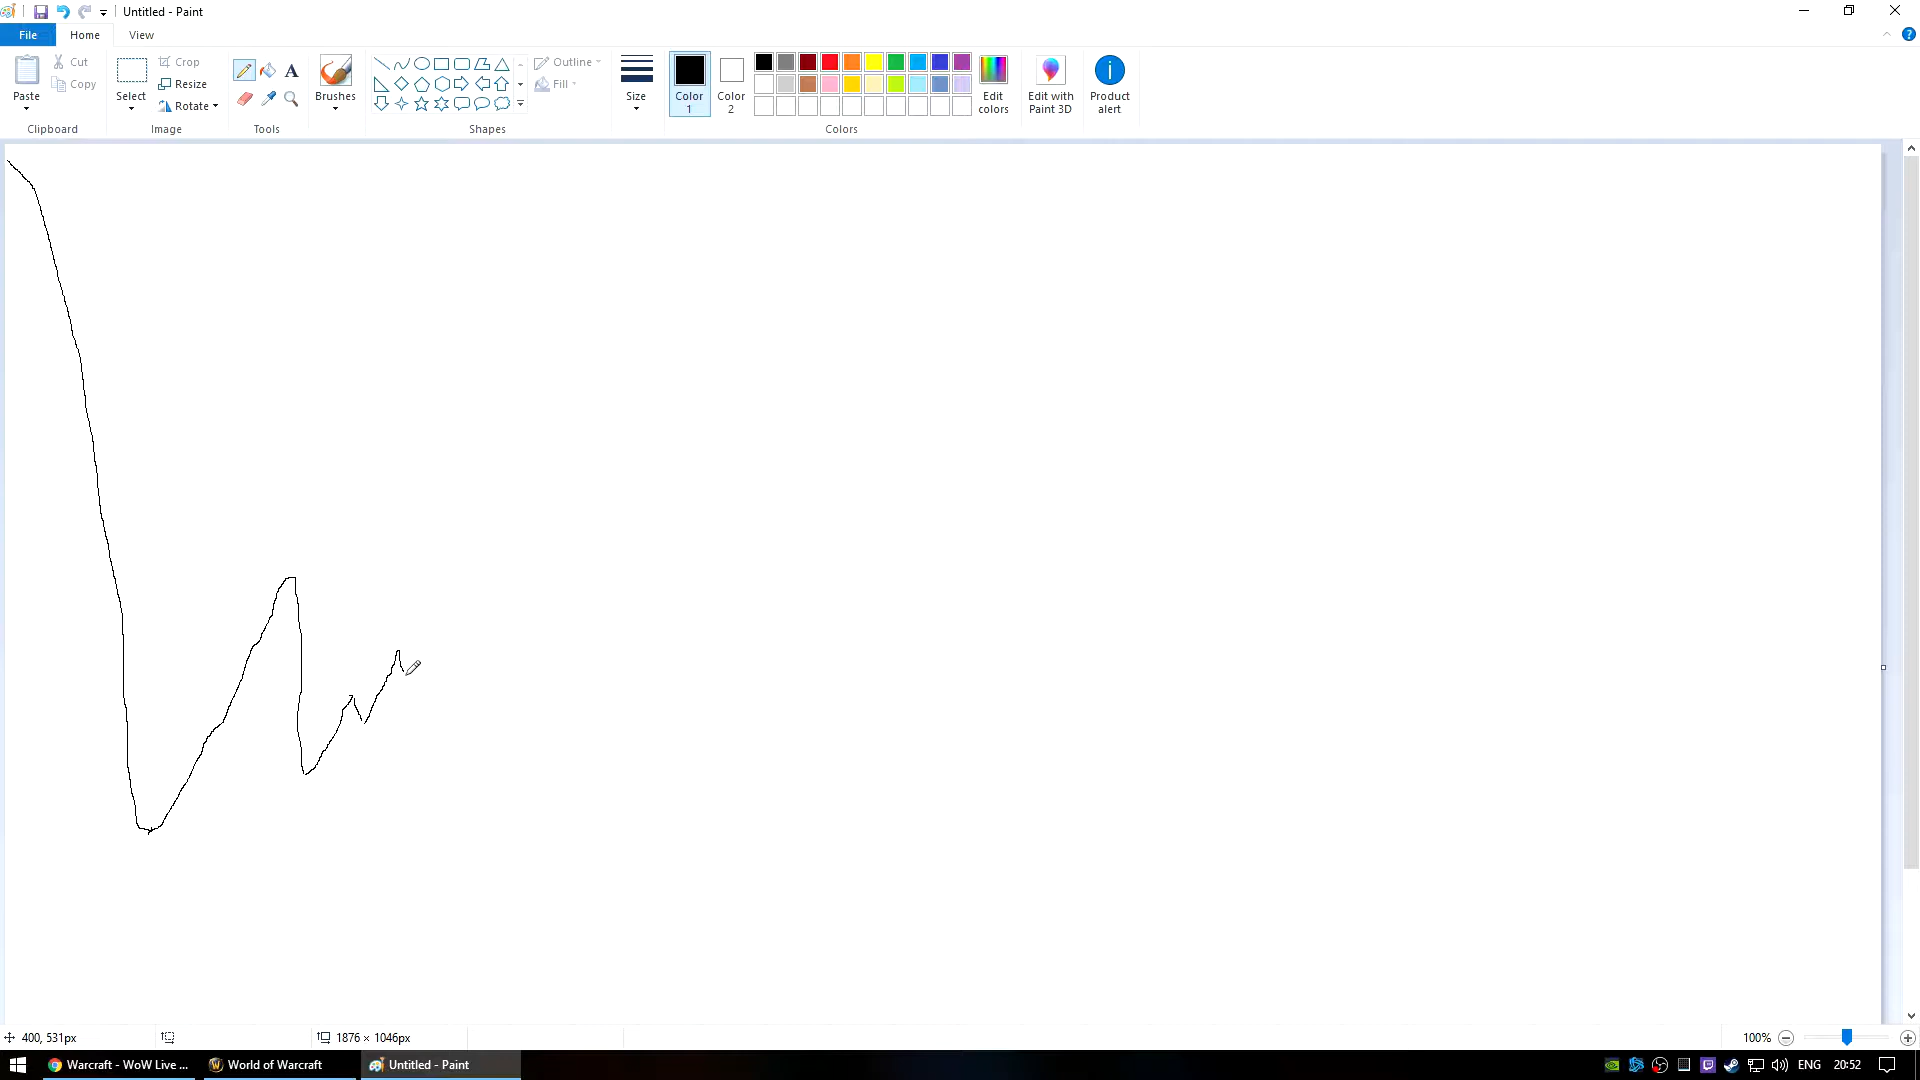 Untitled - Paint
File Home View
Paste
Cut
Copy
Clipboard
Select
Crop
Resize
Rotate
Image
A
Tools
Brushes
Shapes
Outline
Fill
Size
Color 1
Color 2
Edit colors
Colors
Edit with Paint 3D
Product alert
400, 531px
1876 × 1046px
100%
Warcraft - WoW Live ...
World of Warcraft
Untitled - Paint
ENG
20:52